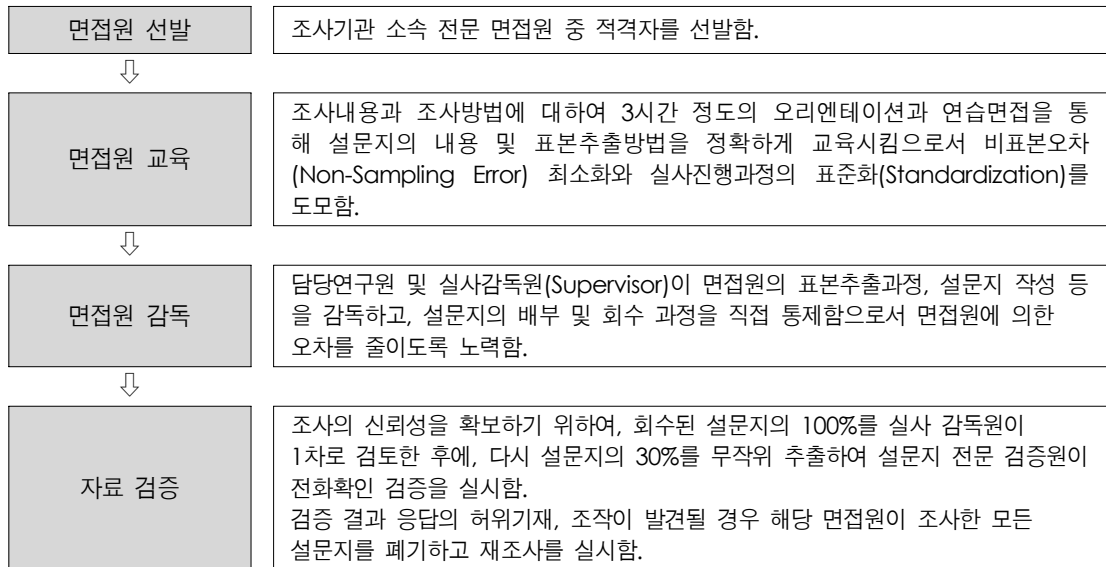 면접원 선발
조사기관 소속 전문 면접원 중 적격자를 선발함.
⇩
면접원 교육
조사내용과 조사방법에 대하여 3시간 정도의 오리엔테이션과 연습면접을 통
해 설문지의 내용 및 표본추출방법을 정확하게 교육시킴으로서 비표본오차
(Non-Sampling Error) 최소화와 실사진행과정의 표준화(Standardization)를
도모함.
⇩
면접원 감독
담당연구원 및 실사감독원(Supervisor)이 면접원의 표본추출과정, 설문지 작성 등
을 감독하고, 설문지의 배부 및 회수 과정을 직접 통제함으로서 면접원에 의한
오차를 줄이도록 노력함.
⇩
자료 검증
조사의 신뢰성을 확보하기 위하여, 회수된 설문지의 100%를 실사 감독원이
1차로 검토한 후에, 다시 설문지의 30%를 무작위 추출하여 설문지 전문 검증원이
전화확인 검증을 실시함.
검증 결과 응답의 허위기재, 조작이 발견될 경우 해당 면접원이 조사한 모든
설문지를 폐기하고 재조사를 실시함.